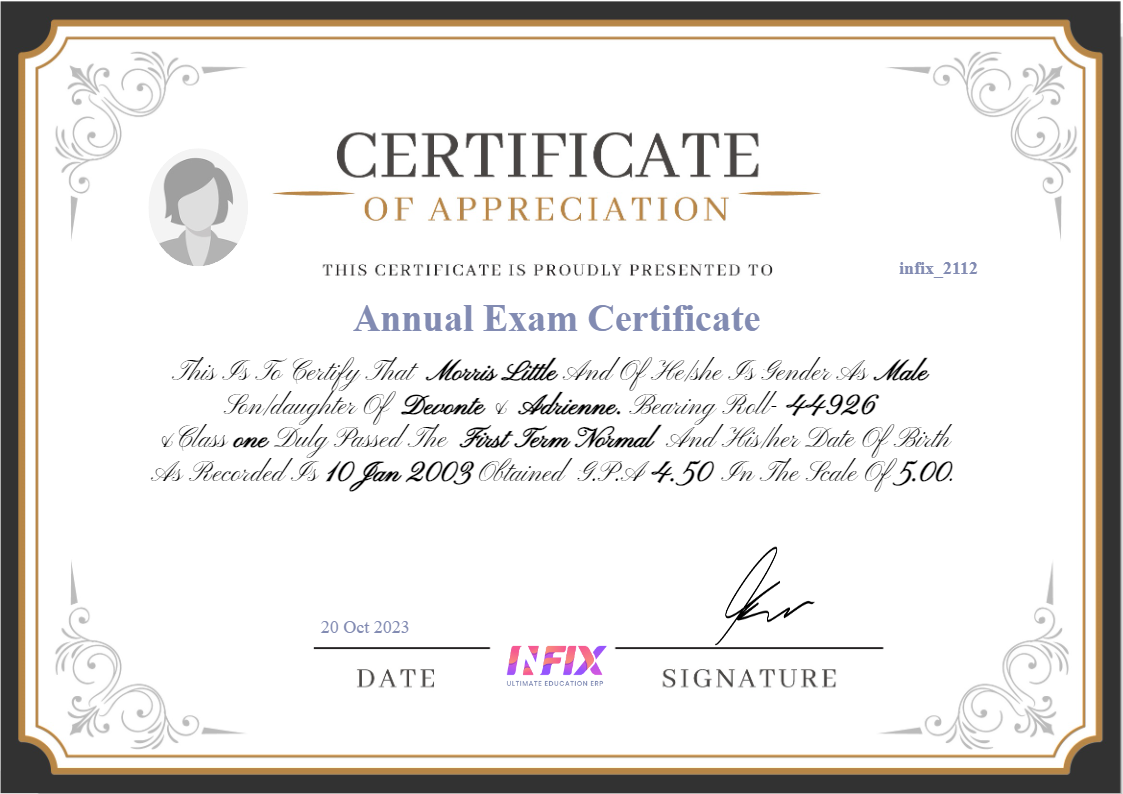 CERTIFICATE
OF APPRECIATION
THIS CERTIFICATE IS PROUDLY PRESENTED TO
infix_2112
Annual Exam Certificate
This Is To Certify That Morris Little And Of He/she Is Gender As Male
Son/daughter Of Devonte & Adrienne. Bearing Roll- 44926
& Class one Dulg Passed The First Term Normal And His/her Date Of Birth
As Recorded Is 10 Jan 2003 Obtained G.P.A 4.50 In The Scale Of 5.00.
20 Oct 2023
DATE
INFIX
ULTIMATE EDUCATION ERP
SIGNATURE